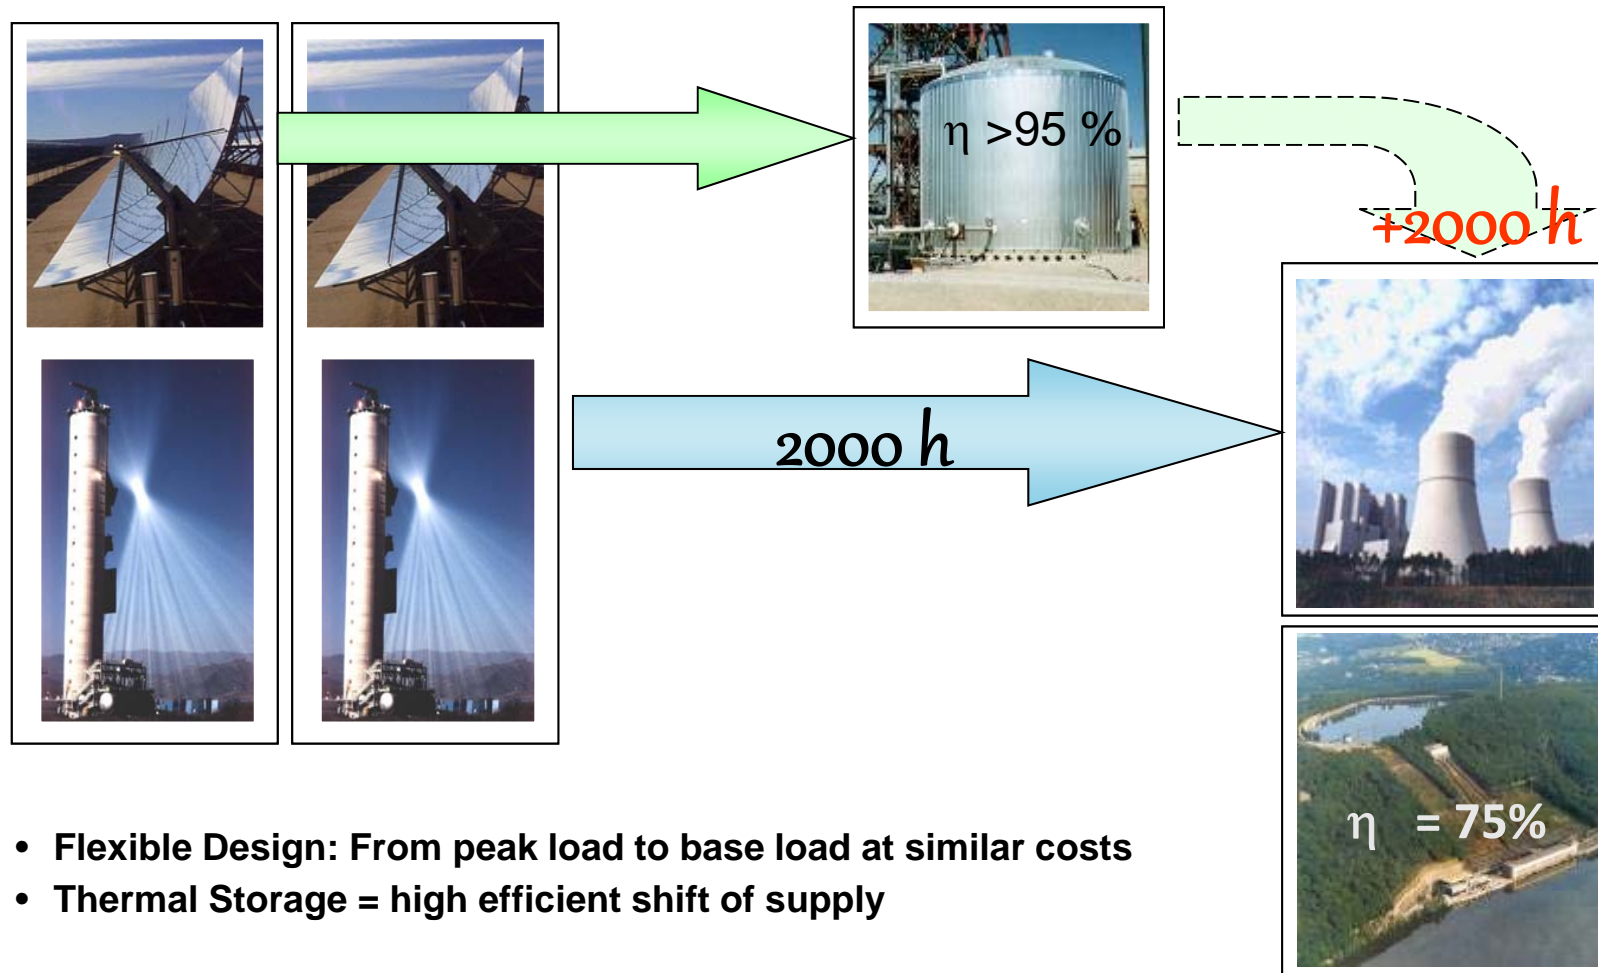 η >95 %
+2000 h
2000 h
η = 75%
• Flexible Design: From peak load to base load at similar costs
• Thermal Storage = high efficient shift of supply